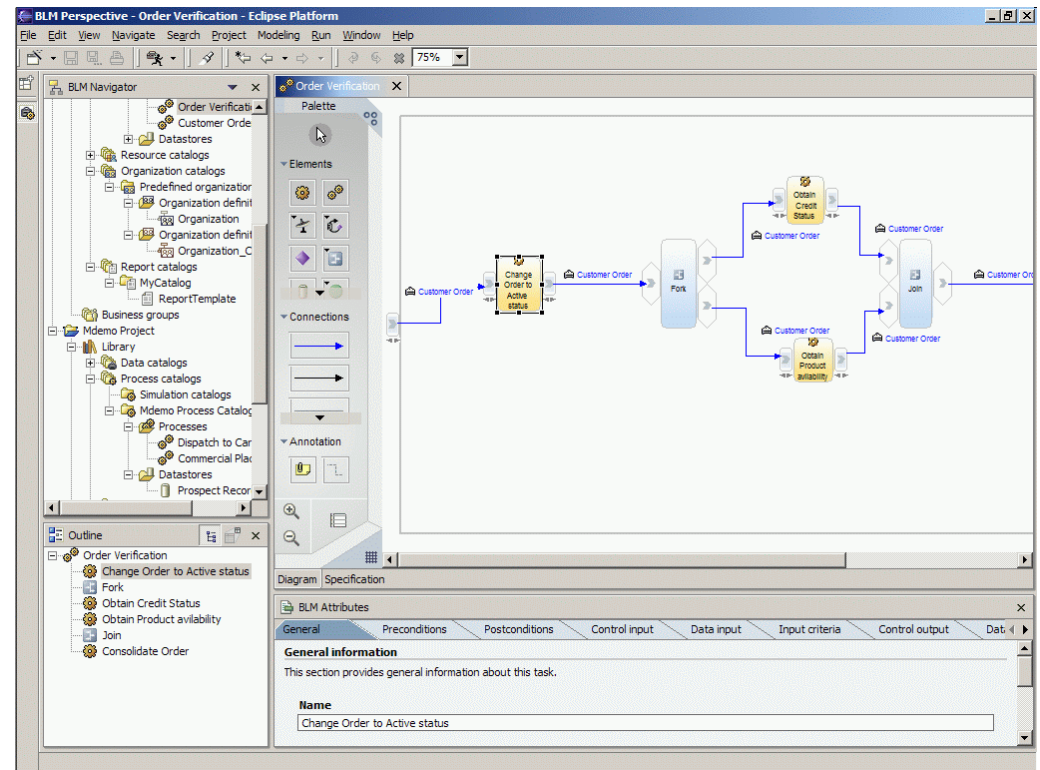 BLM Perspective - Order Verification - Eclipse Platform
File Edit View Navigate Search Project Modeling Run Window Help
75%
BLM Navigator
Order Verificati
Customer Orde
Datastores
Resource catalogs
Organization catalogs
Predefined organization
Organization definit
Organization
Organization definit
Organization_C
Report catalogs
MyCatalog
ReportTemplate
Business groups
Mdemo Project
Library
Data catalogs
Process catalogs
Simulation catalogs
Mdemo Process Catalog
Processes
Dispatch to Car
Commercial Plac
Datastores
Prospect Recor
Outline
Order Verification
Change Order to Active status
Fork
Obtain Credit Status
Obtain Product avilability
Join
Consolidate Order
Order Verification
Palette
Elements
Connections
Annotation
Customer Order
Change
Order to
Active
status
Customer Order
Fork
Obtain
Credit
Status
Customer Order
Customer Order
Customer Order
Obtain
Product
avilability
Customer Order
Join
Customer Or
Diagram Specification
BLM Attributes
General Preconditions Postconditions Control input Data input Input criteria Control output Data
General information
This section provides general information about this task.
Name
Change Order to Active status